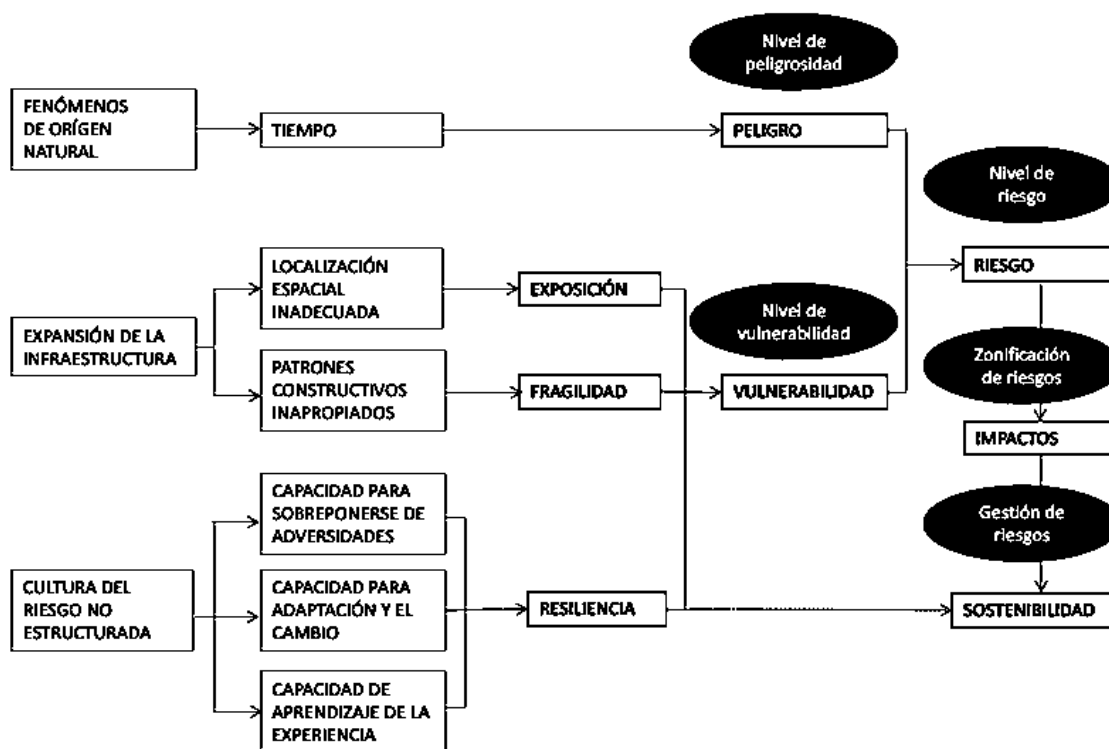 Nivel de
peligrosidad
FENÓMENOS
DE ORÍGEN
NATURAL
TIEMPO
PELIGRO
Nivel de
riesgo
LOCALIZACIÓN
ESPACIAL
INADECUADA
EXPOSICIÓN
RIESGO
Nivel de
vulnerabilidad
EXPANSIÓN DE LA
INFRAESTRUCTURA
Zonificación
de riesgos
PATRONES
CONSTRUCTIVOS
INAPROPIADOS
FRAGILIDAD
VULNERABILIDAD
IMPACTOS
CAPACIDAD PARA
SOBREPONERSE DE
ADVERSIDADES
Gestión de
riesgos
CULTURA DEL
RIESGO NO
ESTRUCTURADA
CAPACIDAD PARA
ADAPTACIÓN Y EL
CAMBIO
RESILIENCIA
SOSTENIBILIDAD
CAPACIDAD DE
APRENDIZAJE DE LA
EXPERIENCIA